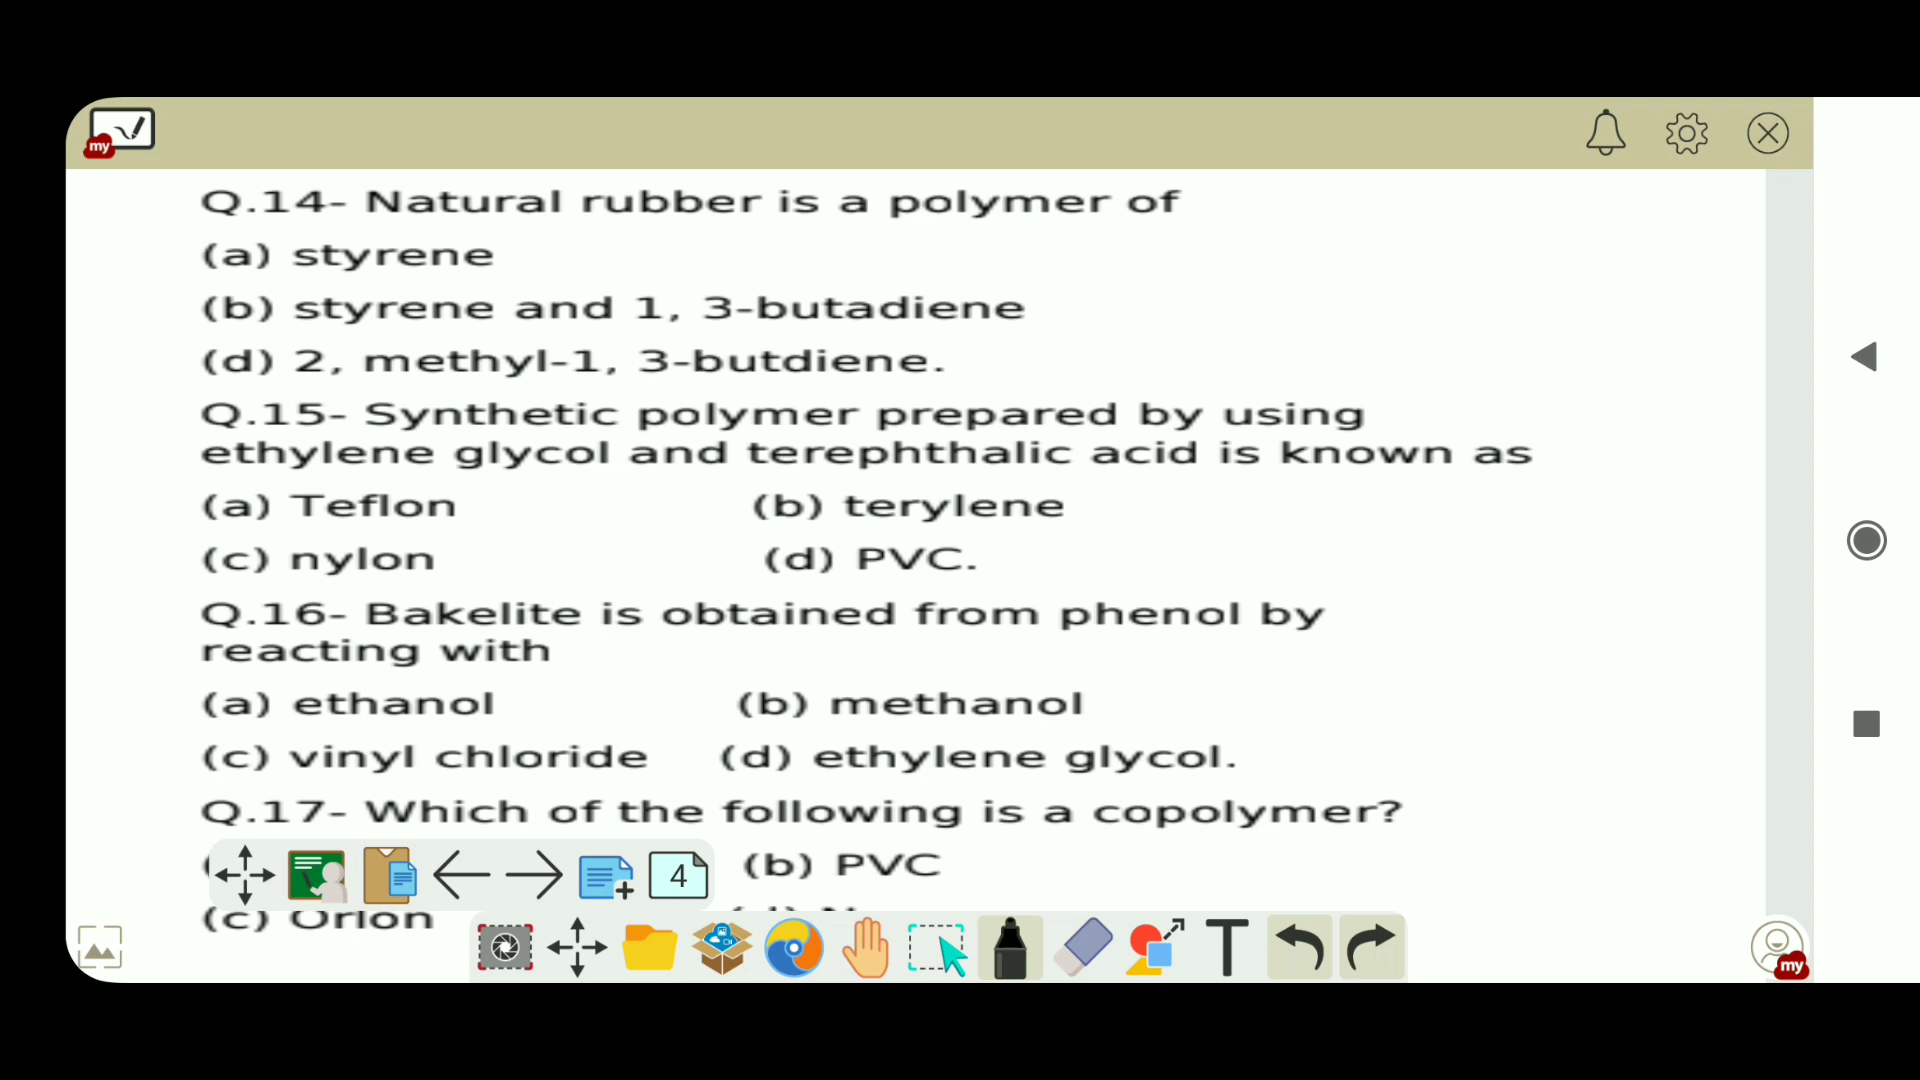 my
Q.14- Natural rubber is a polymer of
(a) styrene
(b) styrene and 1, 3-butadiene
(d) 2, methyl-1, 3-butdiene.
Q.15- Synthetic polymer prepared by using
ethylene glycol and terephthalic acid is known as
(a) Teflon (b) terylene
(c) nylon (d) PVC.
Q.16- Bakelite is obtained from phenol by
reacting with
(a) ethanol (b) methanol
(c) vinyl chloride (d) ethylene glycol.
Q.17- Which of the following is a copolymer?
(b) PVC
4
(c) Orlon
T
my